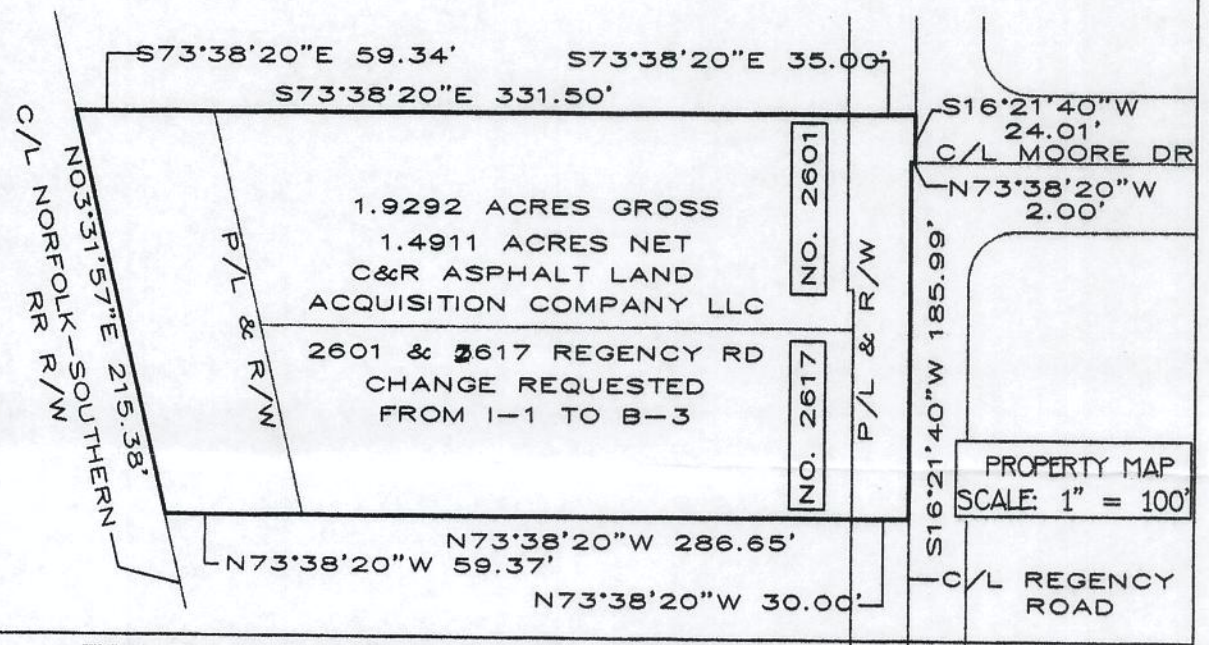 S73°38'20"E 59.34'
S73°38'20"E 35.00'
S73°38'20"E 331.50'
S16°21'40"W
24.01'
C/L MOORE DR
N73°38'20"W
2.00'
C/L NORFOLK-SOUTHERN
RR R/W
N03°31'57"E 215.38'
P/L & R/W
1.9292 ACRES GROSS
1.4911 ACRES NET
C&R ASPHALT LAND
ACQUISITION COMPANY LLC
NO. 2601
2601 & 2617 REGENCY RD
CHANGE REQUESTED
FROM I-1 TO B-3
NO. 2617
P/L & R/W
S16°21'40"W 185.99'
PROPERTY MAP
SCALE: 1" = 100'
N73°38'20"W 286.65'
N73°38'20"W 59.37'
N73°38'20"W 30.00'
C/L REGENCY
ROAD